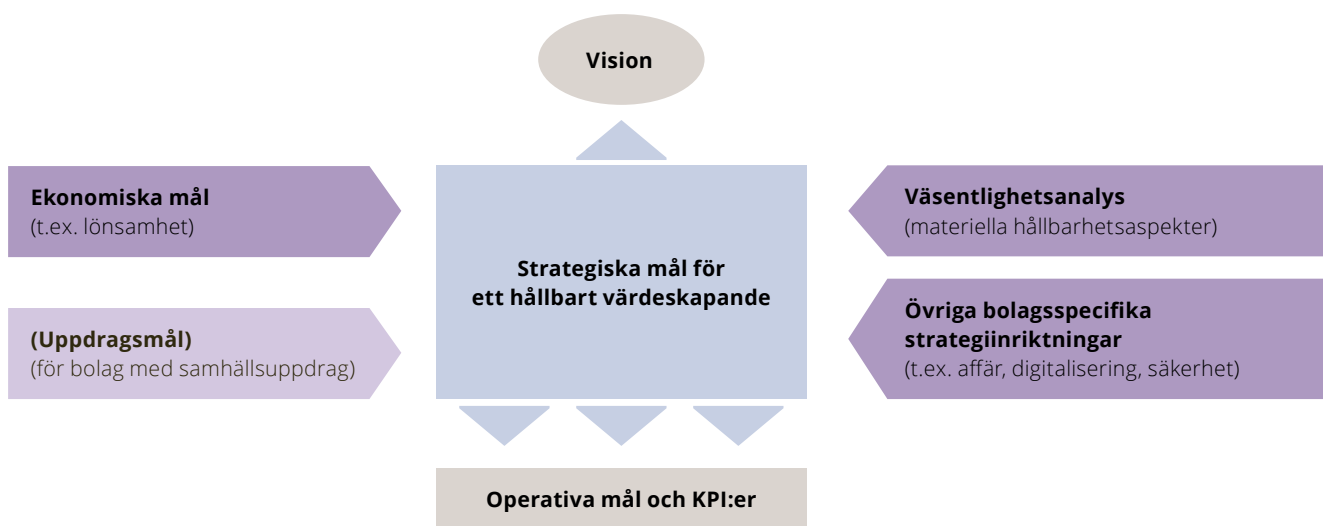 Vision
Ekonomiska mål
(t.ex. lönsamhet)
(Uppdragsmål)
(för bolag med samhällsuppdrag)
Strategiska mål för
ett hållbart värdeskapande
Väsentlighetsanalys
(materiella hållbarhetsaspekter)
Övriga bolagsspecifika
strategiinriktningar
(t.ex. affär, digitalisering, säkerhet)
Operativa mål och KPI:er